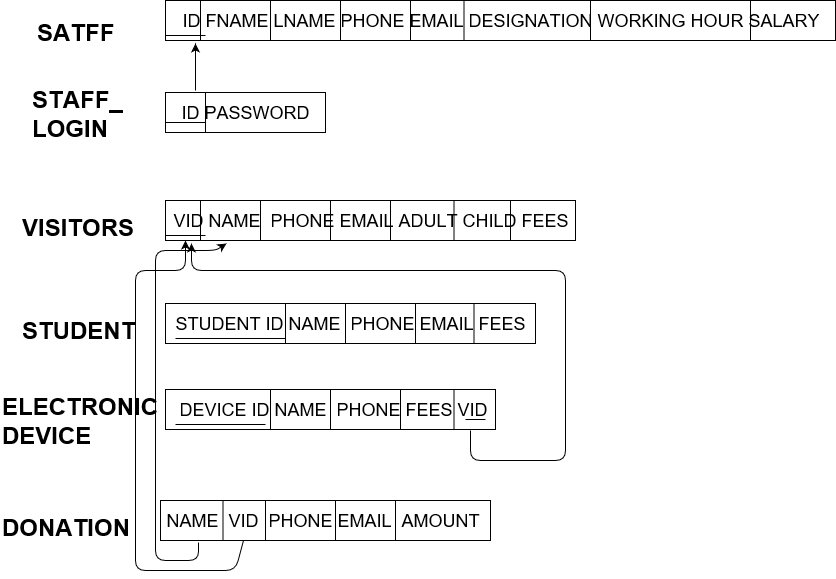 SATFF
ID FNAME LNAME PHONE EMAIL DESIGNATION WORKING HOUR SALARY
STAFF_
LOGIN
ID PASSWORD
VISITORS
VID NAME PHONE EMAIL ADULT CHILD FEES
STUDENT
STUDENT ID NAME PHONE EMAIL FEES
ELECTRONIC
DEVICE
DEVICE ID NAME PHONE FEES VID
DONATION
NAME VID PHONE EMAIL AMOUNT